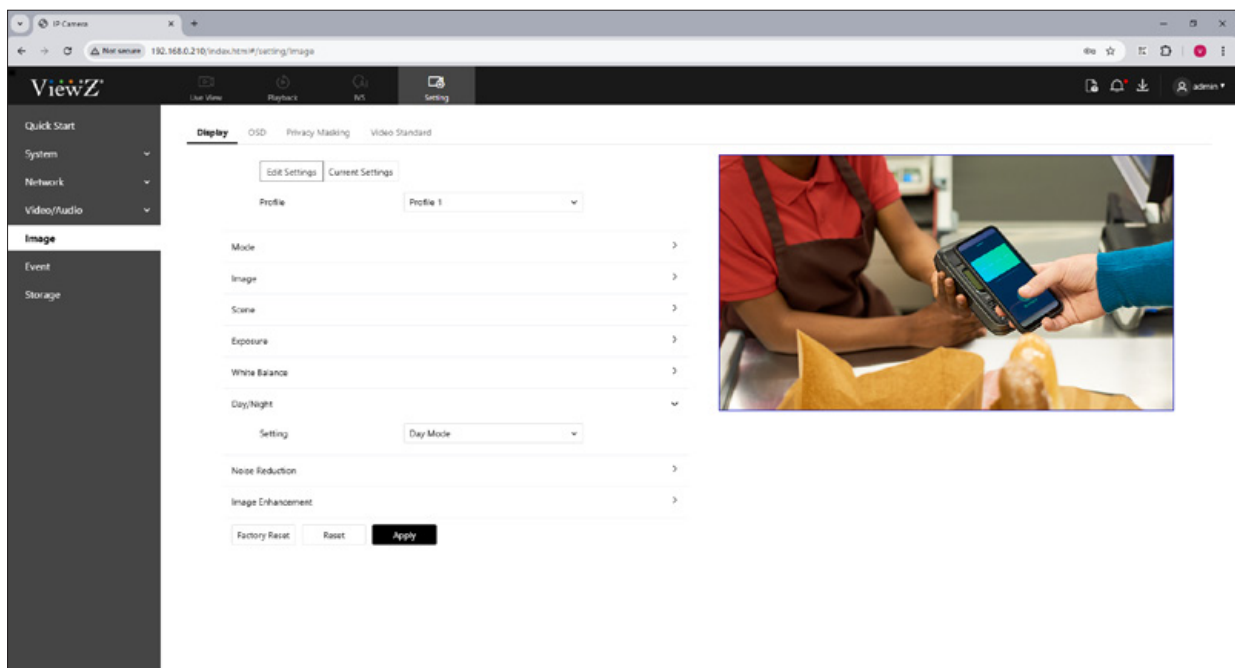 IP Camera
Not secure 192.168.0.210/index.html#/setting/image
ViewZ
Live View Playback IVS Setting
admin
Quick Start
System
Network
Video/Audio
Image
Event
Storage
Display OSD Privacy Masking Video Standard
Edit Settings Current Settings
Profile Profile 1
Mode
Image
Scene
Exposure
White Balance
Day/Night
Setting Day Mode
Noise Reduction
Image Enhancement
Factory Reset Reset Apply